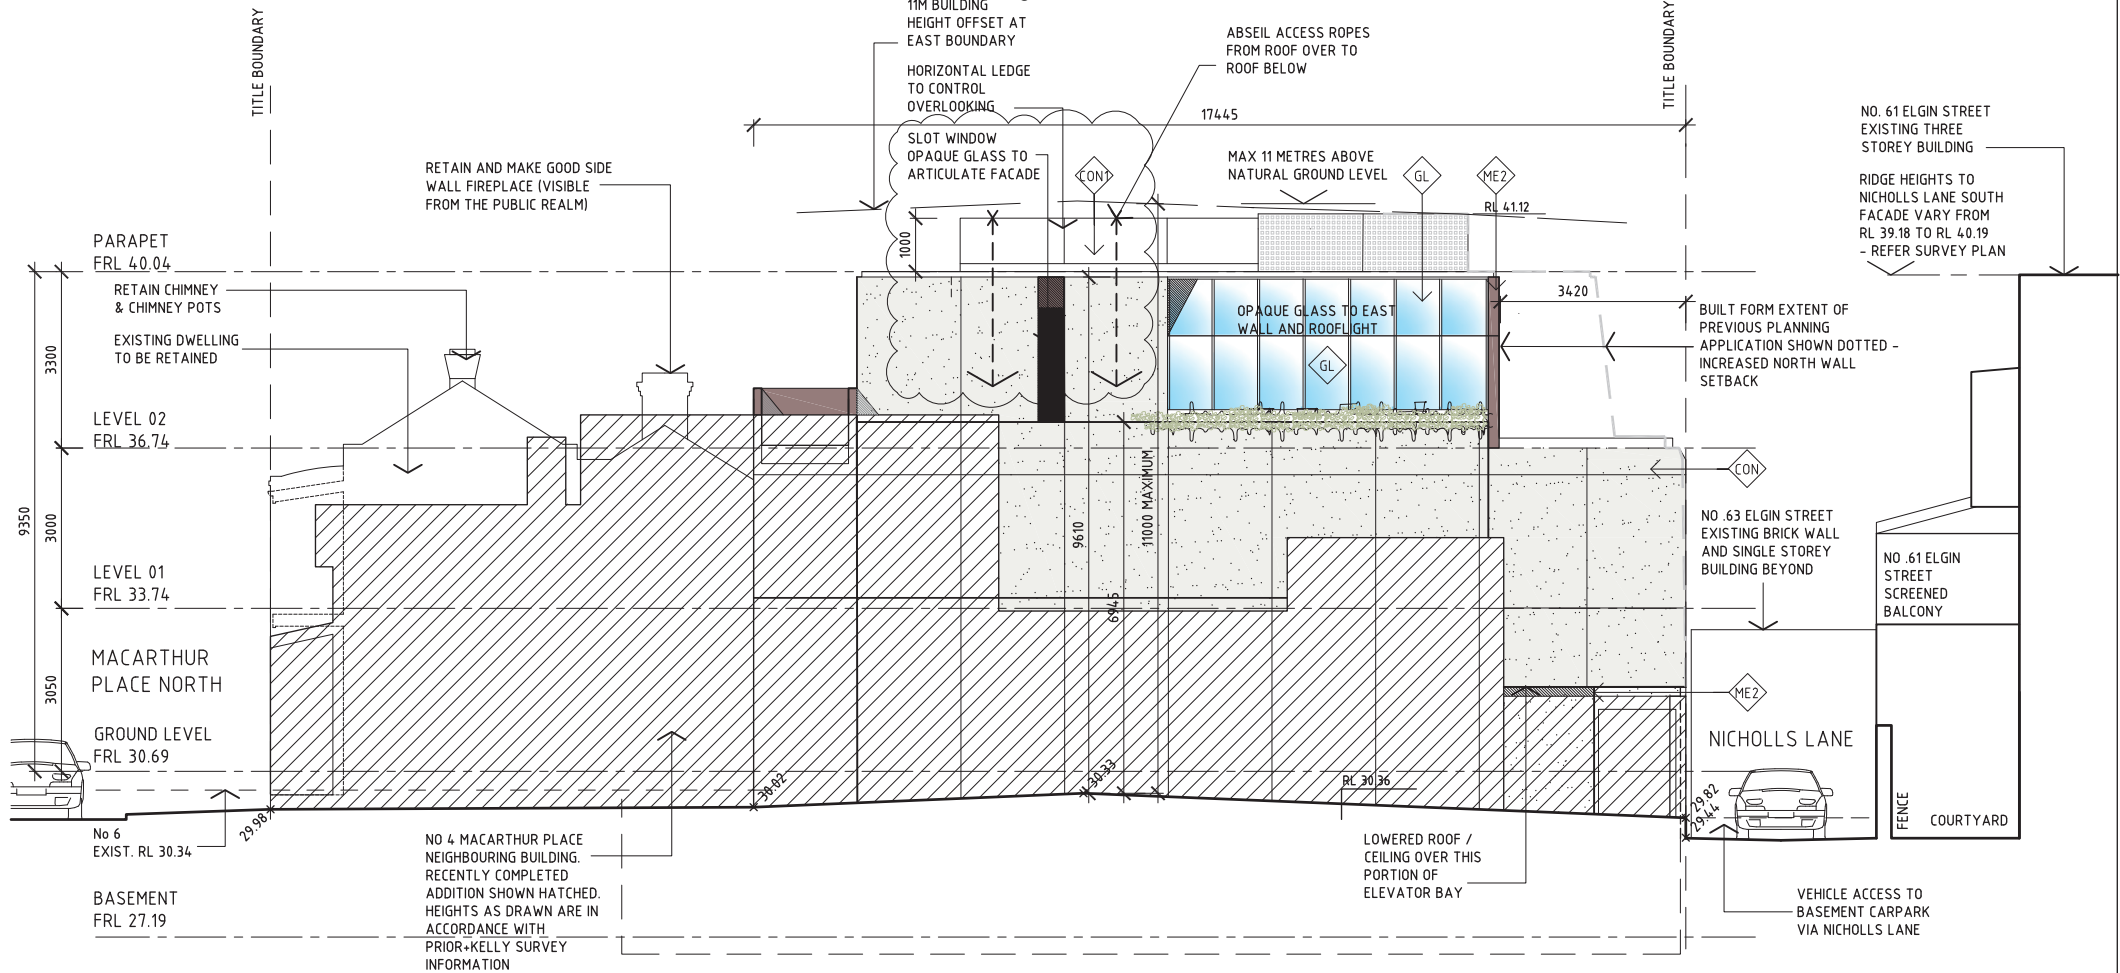 TITLE BOUNDARY
11M BUILDING
HEIGHT OFFSET AT
EAST BOUNDARY
HORIZONTAL LEDGE
TO CONTROL
OVERLOOKING
SLOT WINDOW
OPAQUE GLASS TO
ARTICULATE FACADE
ABSEIL ACCESS ROPES
FROM ROOF OVER TO
ROOF BELOW
17445
MAX 11 METRES ABOVE
NATURAL GROUND LEVEL
CON1
GL
ME2
RL 41.12
TITLE BOUNDARY
NO. 61 ELGIN STREET
EXISTING THREE
STOREY BUILDING
RIDGE HEIGHTS TO
NICHOLLS LANE SOUTH
FACADE VARY FROM
RL 39.18 TO RL 40.19
- REFER SURVEY PLAN
RETAIN AND MAKE GOOD SIDE
WALL FIREPLACE (VISIBLE
FROM THE PUBLIC REALM)
PARAPET
FRL 40.04
1000
RETAIN CHIMNEY
& CHIMNEY POTS
EXISTING DWELLING
TO BE RETAINED
3420
OPAQUE GLASS TO EAST
WALL AND ROOFLIGHT
GL
BUILT FORM EXTENT OF
PREVIOUS PLANNING
APPLICATION SHOWN DOTTED -
INCREASED NORTH WALL
SETBACK
3300
LEVEL 02
FRL 36.74
CON
9350
3000
9610
11000 MAXIMUM
6945
NO .63 ELGIN STREET
EXISTING BRICK WALL
AND SINGLE STOREY
BUILDING BEYOND
NO .61 ELGIN
STREET
SCREENED
BALCONY
LEVEL 01
FRL 33.74
MACARTHUR
PLACE NORTH
3050
ME2
GROUND LEVEL
FRL 30.69
NICHOLLS LANE
30.02
30.33
RL 30.36
29.82
29.44
29.98
FENCE
COURTYARD
No 6
EXIST. RL 30.34
NO 4 MACARTHUR PLACE
NEIGHBOURING BUILDING.
RECENTLY COMPLETED
ADDITION SHOWN HATCHED.
HEIGHTS AS DRAWN ARE IN
ACCORDANCE WITH
PRIOR+KELLY SURVEY
INFORMATION
LOWERED ROOF /
CEILING OVER THIS
PORTION OF
ELEVATOR BAY
VEHICLE ACCESS TO
BASEMENT CARPARK
VIA NICHOLLS LANE
BASEMENT
FRL 27.19